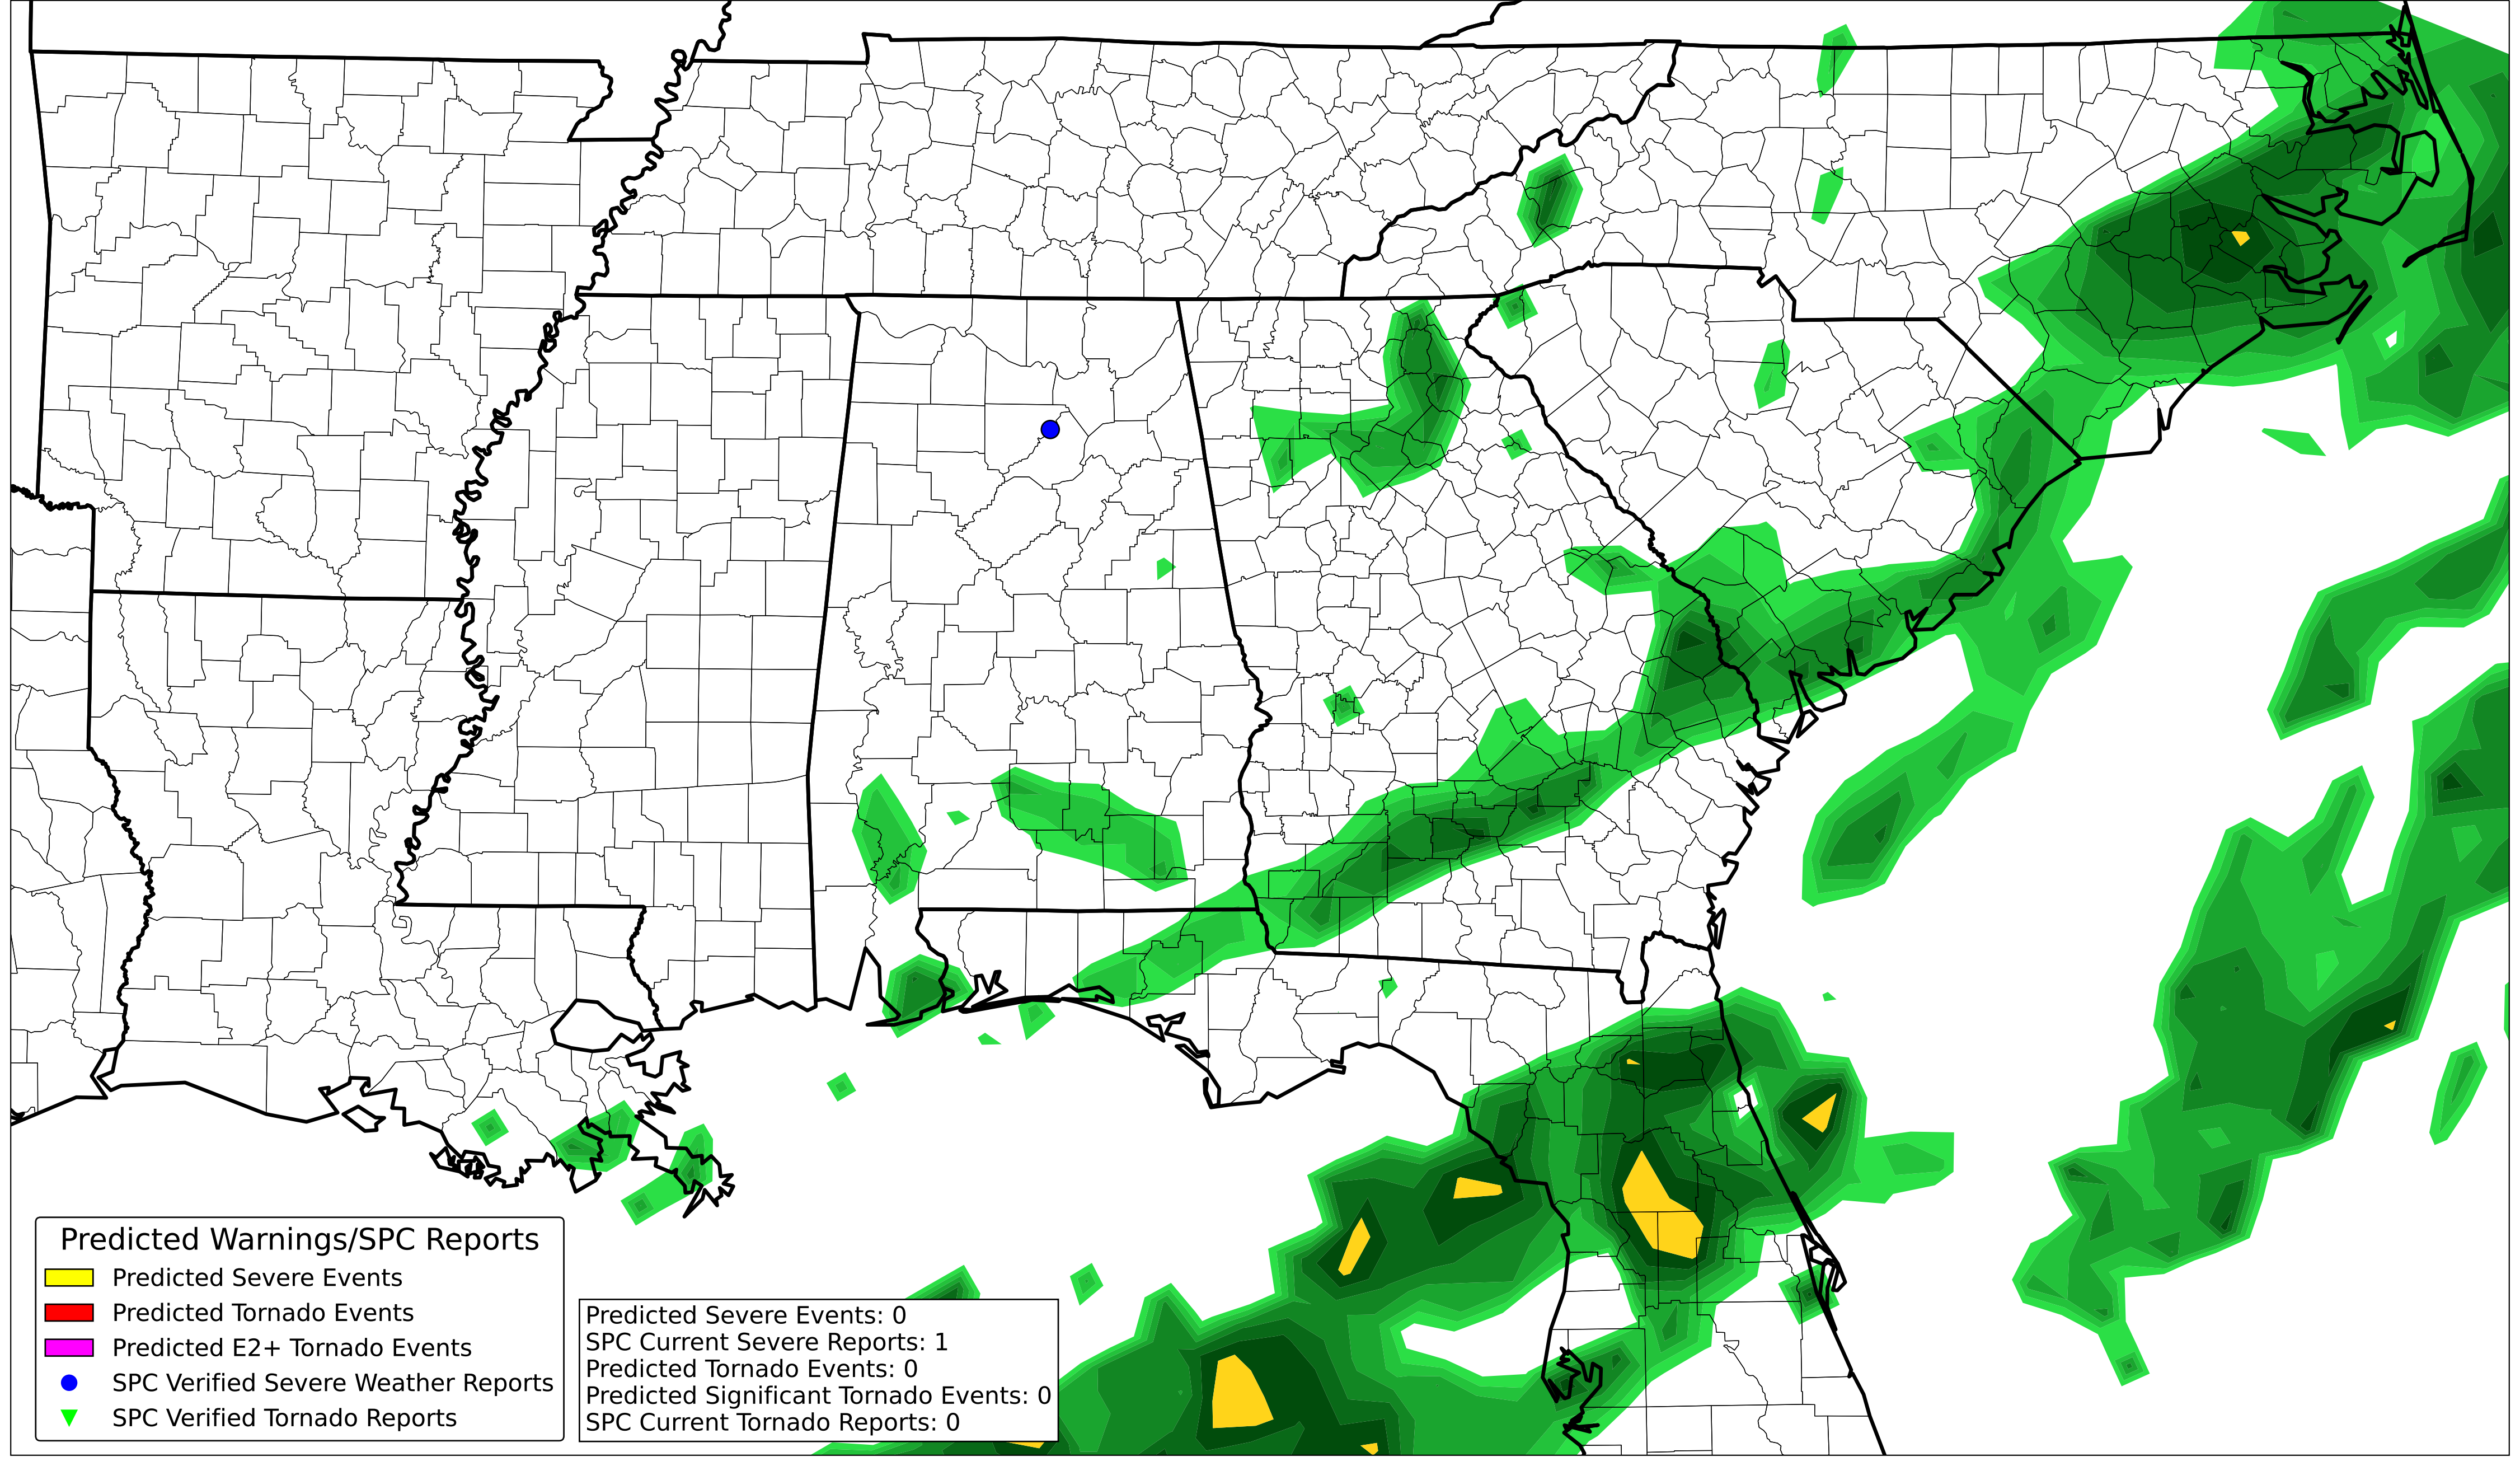 Predicted Warnings/SPC Reports
Predicted Severe Events
Predicted Tornado Events
Predicted E2+ Tornado Events
SPC Verified Severe Weather Reports
SPC Verified Tornado Reports
Predicted Severe Events: 0
SPC Current Severe Reports: 1
Predicted Tornado Events: 0
Predicted Significant Tornado Events: 0
SPC Current Tornado Reports: 0